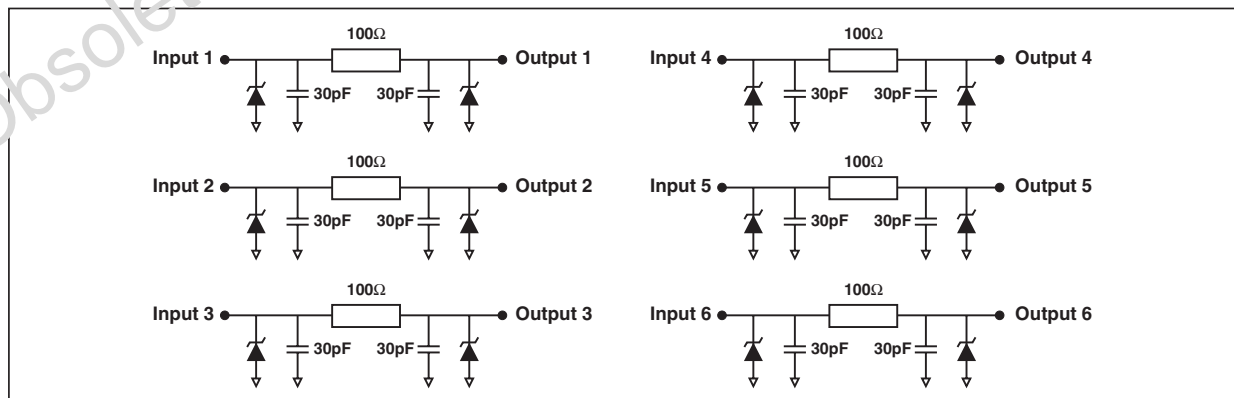 Obsolet
100Ω 100Ω
Input 1 Output 1 Input 4 Output 4
30pF 30pF 30pF 30pF
100Ω 100Ω
Input 2 Output 2 Input 5 Output 5
30pF 30pF 30pF 30pF
100Ω 100Ω
Input 3 Output 3 Input 6 Output 6
30pF 30pF 30pF 30pF